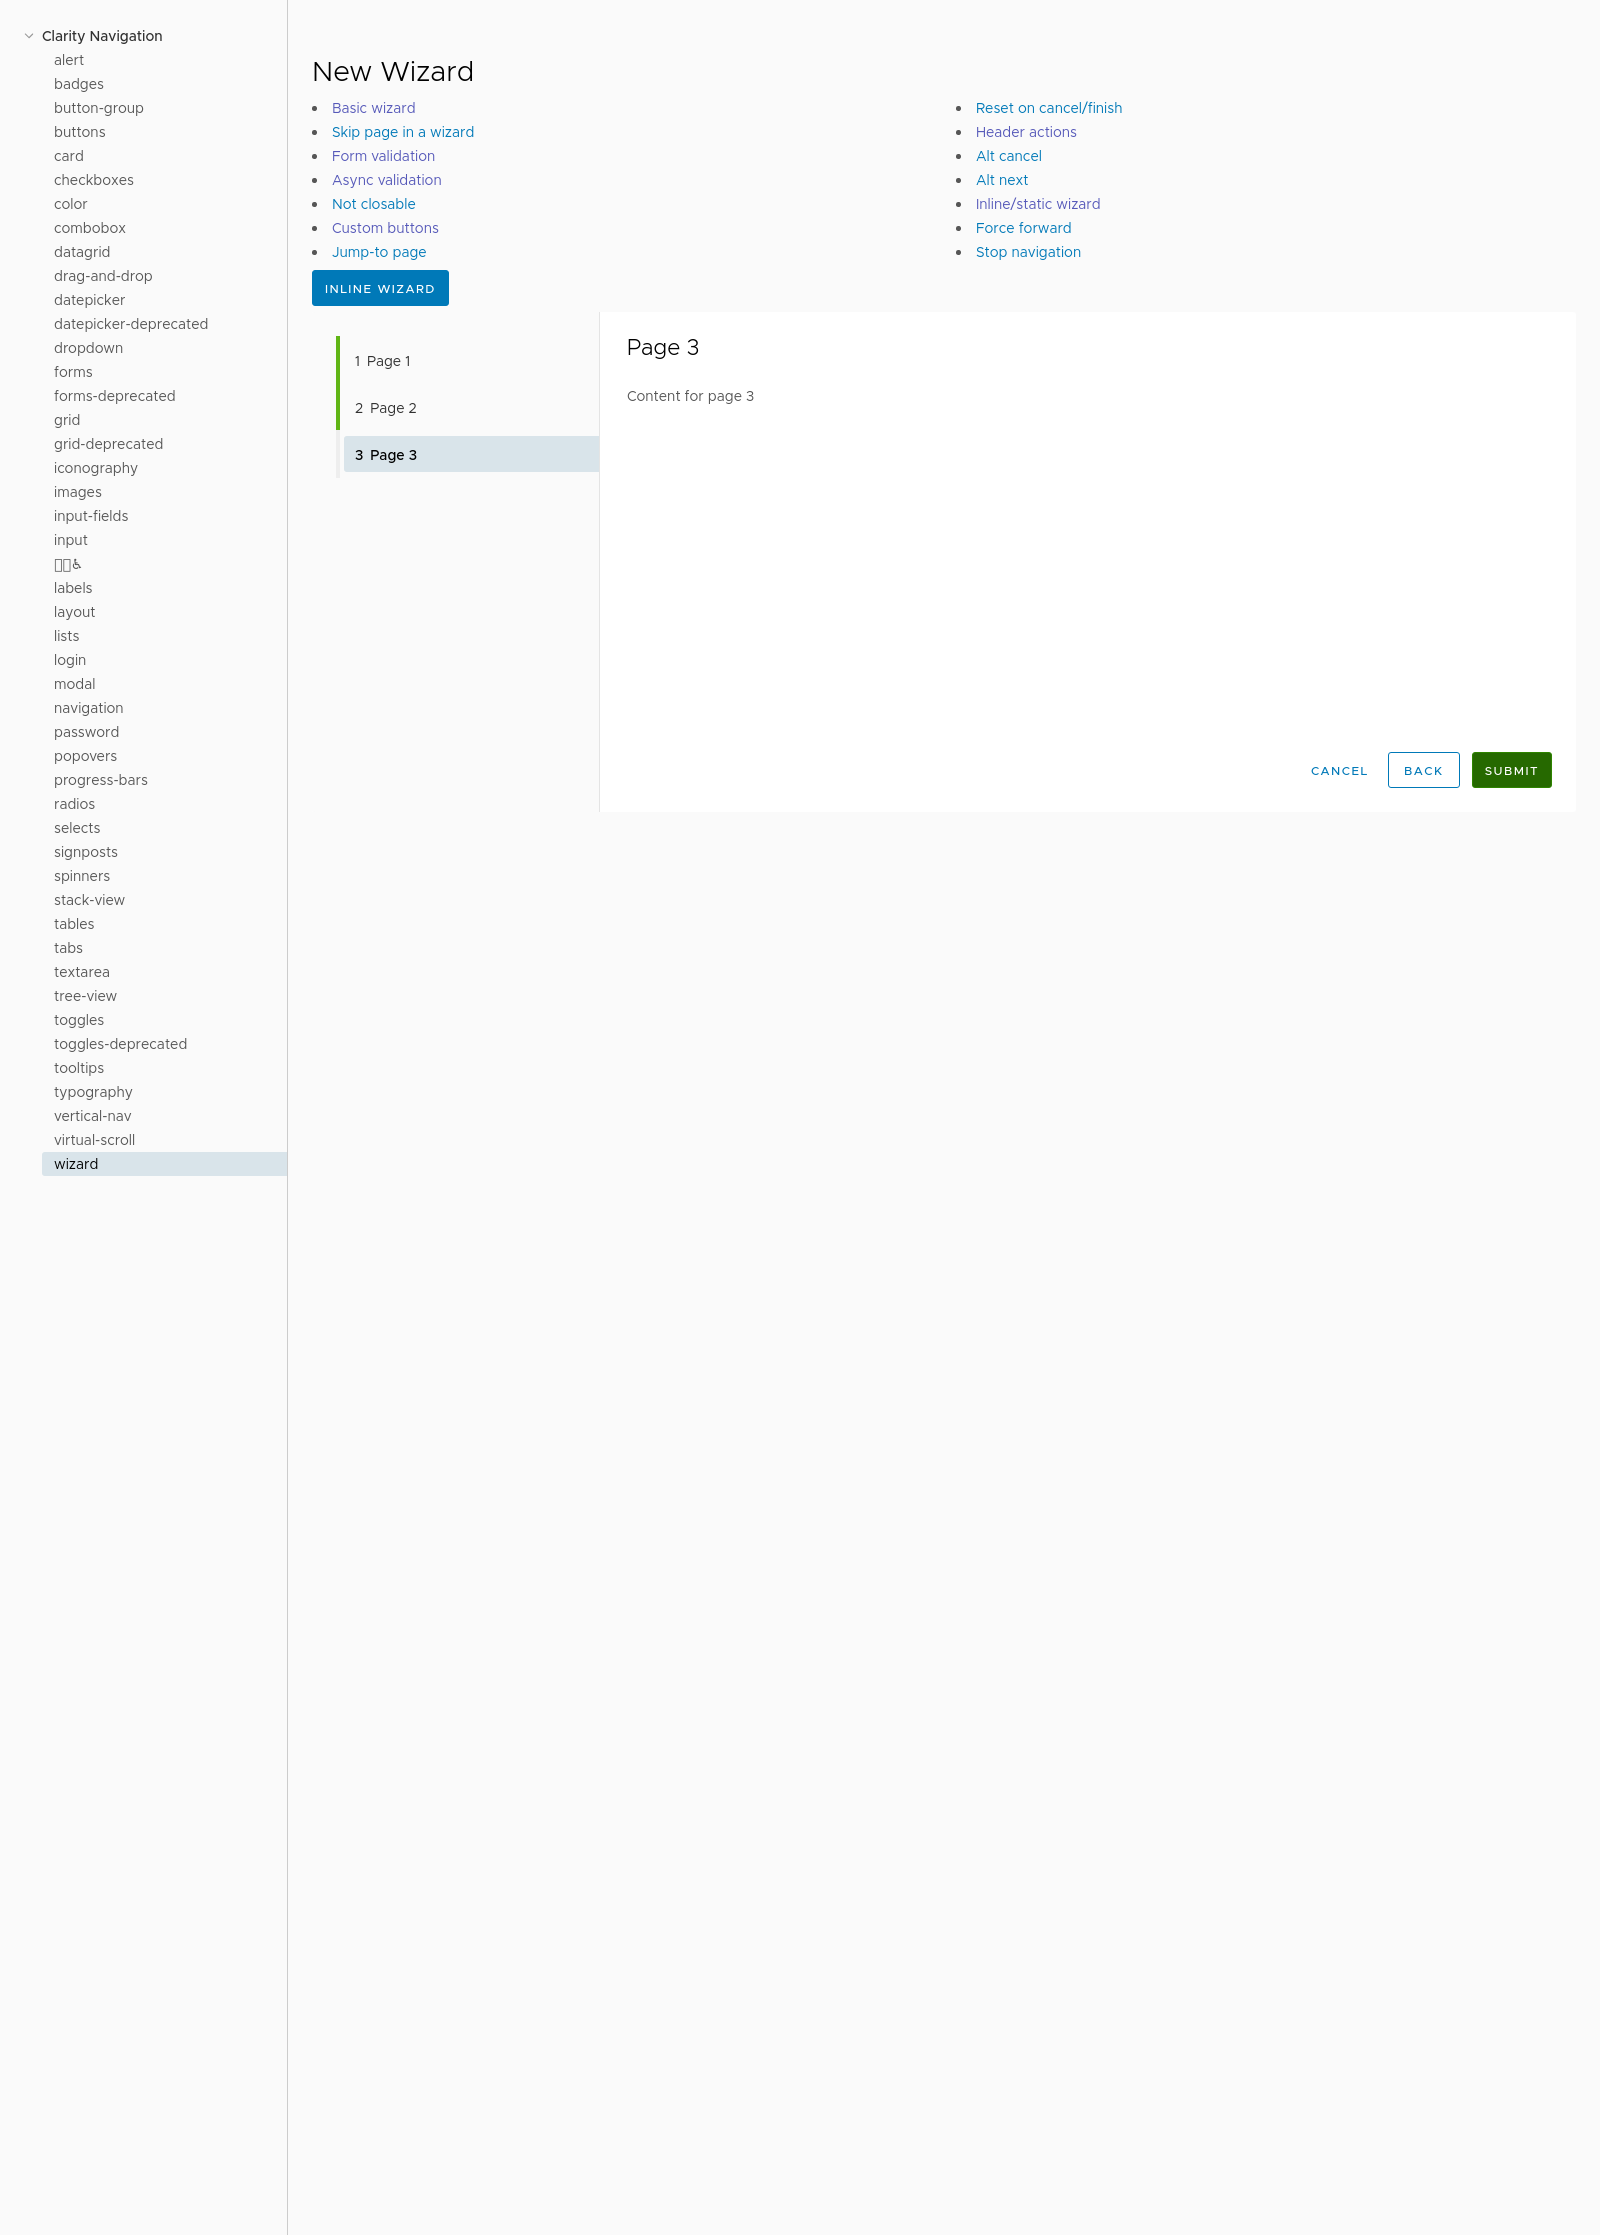 Clarity Navigation
alert
badges
button-group
buttons
card
checkboxes
color
combobox
datagrid
drag-and-drop
datepicker
datepicker-deprecated
dropdown
forms
forms-deprecated
grid
grid-deprecated
iconography
images
input-fields
input
♿
labels
layout
lists
login
modal
navigation
password
popovers
progress-bars
radios
selects
signposts
spinners
stack-view
tables
tabs
textarea
tree-view
toggles
toggles-deprecated
tooltips
typography
vertical-nav
virtual-scroll
wizard
New Wizard
Basic wizard
Skip page in a wizard
Form validation
Async validation
Not closable
Custom buttons
Jump-to page
Reset on cancel/finish
Header actions
Alt cancel
Alt next
Inline/static wizard
Force forward
Stop navigation
INLINE WIZARD
1 Page 1
2 Page 2
3 Page 3
Page 3
Content for page 3
CANCEL
BACK
SUBMIT